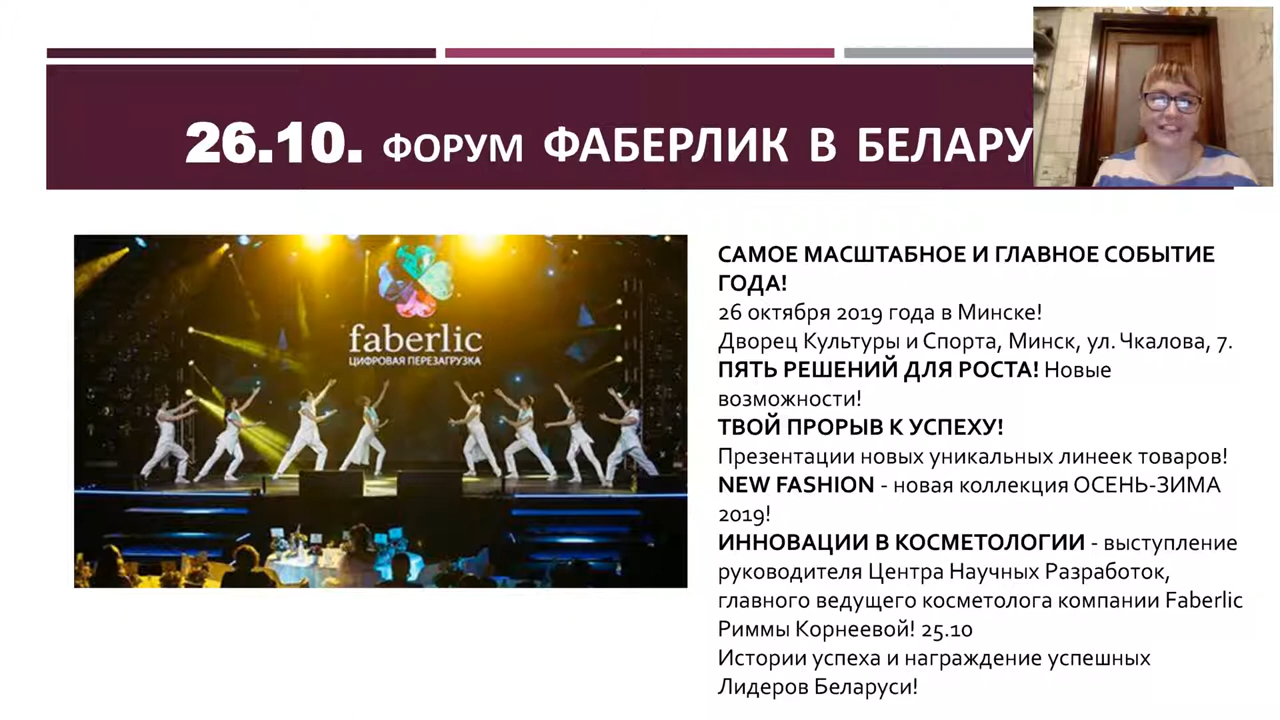 26.10. ФОРУМ ФАБЕРЛИК В БЕЛАРУ
faberlic
ЦИФРОВАЯ ПЕРЕЗАГРУЗКА
САМОЕ МАСШТАБНОЕ И ГЛАВНОЕ СОБЫТИЕ
ГОДА!
26 октября 2019 года в Минске!
Дворец Культуры и Спорта, Минск, ул. Чкалова, 7.
ПЯТЬ РЕШЕНИЙ ДЛЯ РОСТА! Новые
возможности!
ТВОЙ ПРОРЫВ К УСПЕХУ!
Презентации новых уникальных линеек товаров!
NEW FASHION - новая коллекция ОСЕНЬ-ЗИМА
2019!
ИННОВАЦИИ В КОСМЕТОЛОГИИ - выступление
руководителя Центра Научных Разработок,
главного ведущего косметолога компании Faberlic
Риммы Корнеевой! 25.10
Истории успеха и награждение успешных
Лидеров Беларуси!